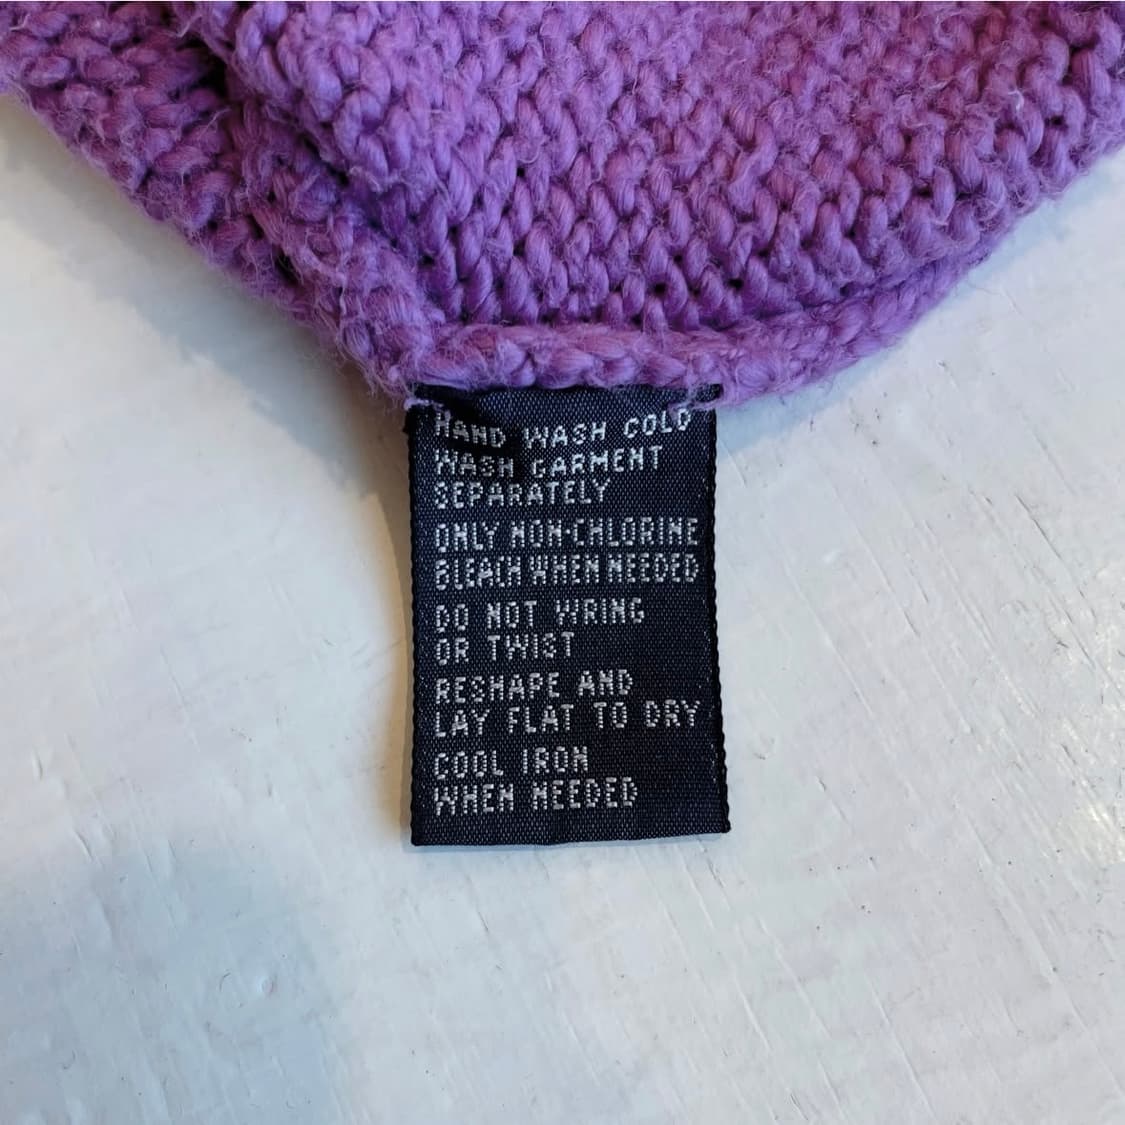 HAND WASH COLD
WASH GARMENT
SEPARATELY
ONLY NON-CHLORINE
BLEACH WHEN NEEDED
DO NOT WRING
OR TWIST
RESHAPE AND
LAY FLAT TO DRY
COOL IRON
WHEN NEEDED